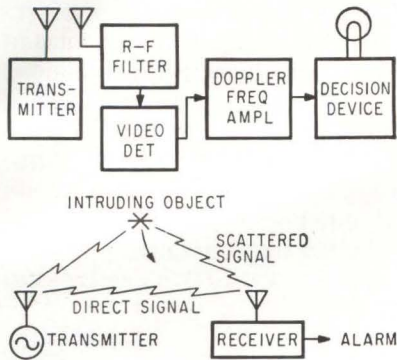 TRANS-
MITTER
R-F
FILTER
VIDEO
DET
DOPPLER
FREQ
AMPL
DECISION
DEVICE
INTRUDING OBJECT
SCATTERED
SIGNAL
DIRECT SIGNAL
TRANSMITTER
RECEIVER
ALARM